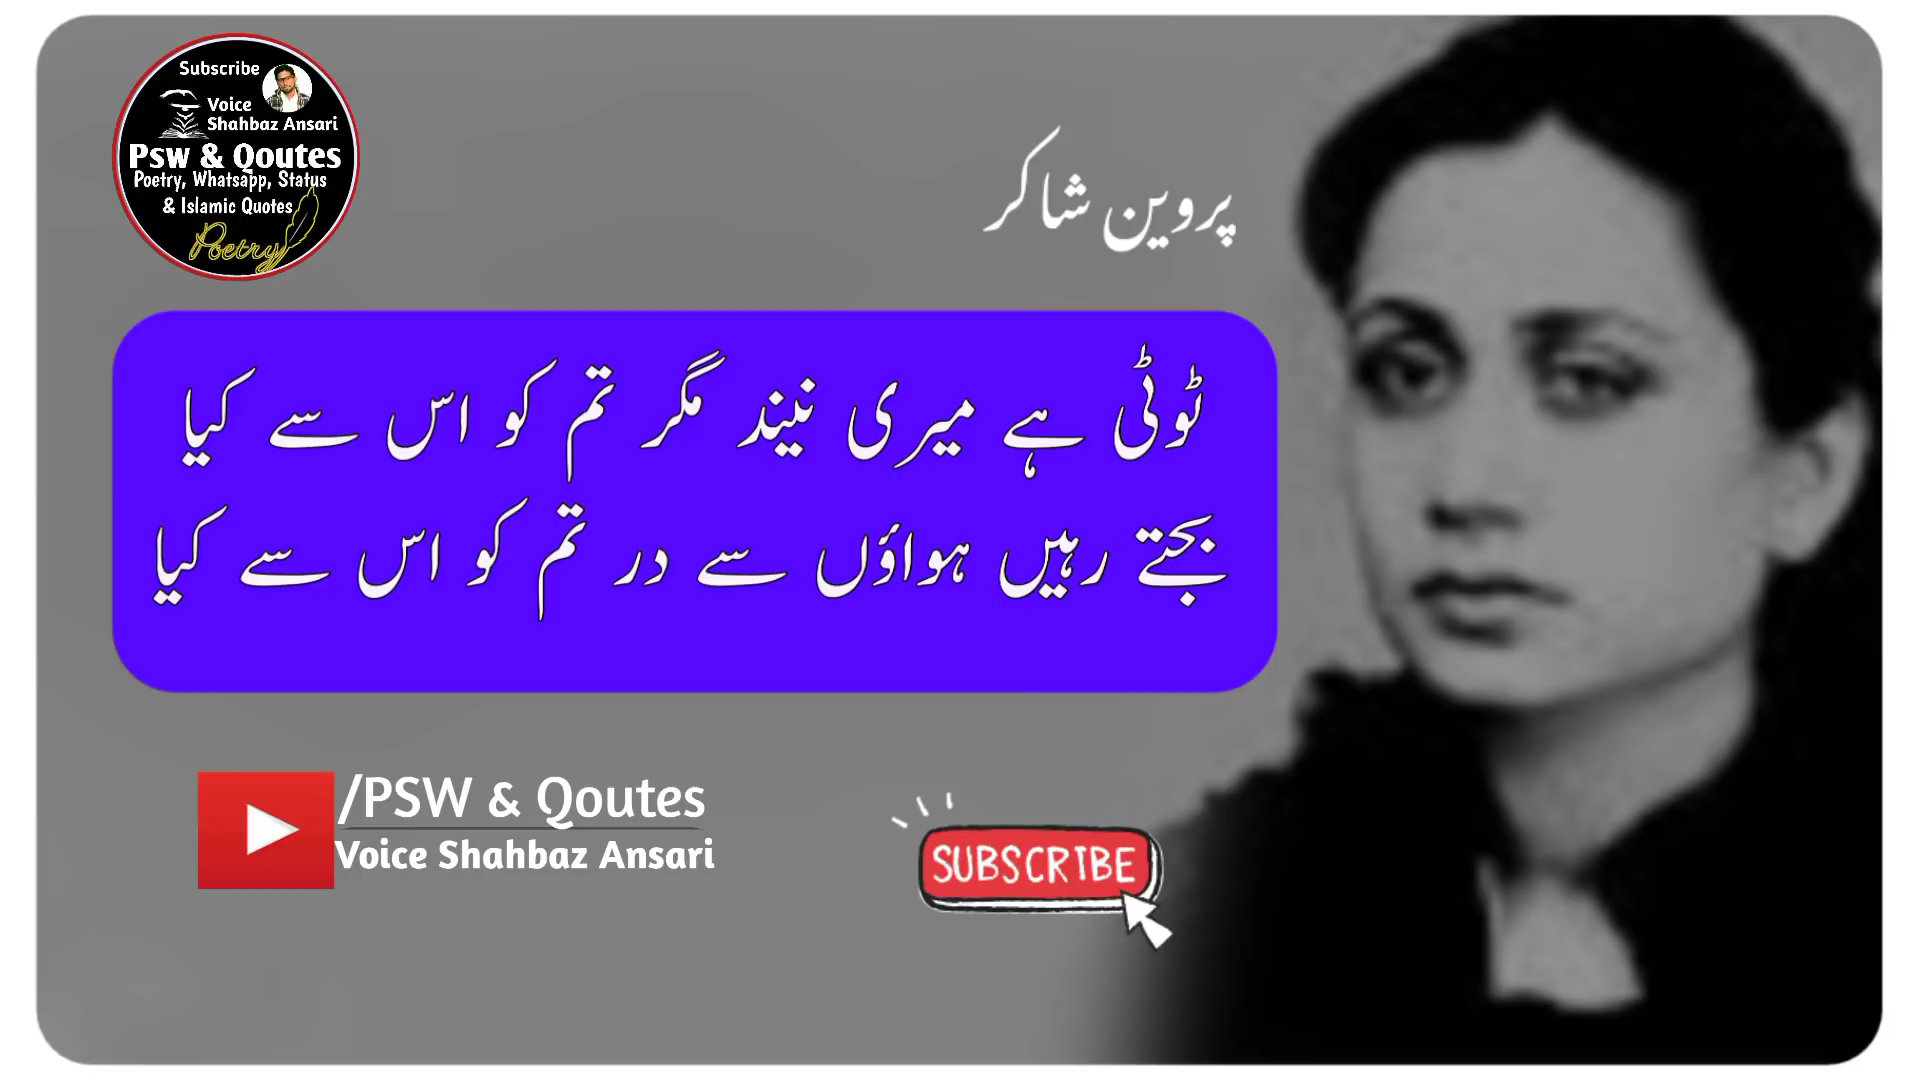 Subscribe
Voice
Shahbaz Ansari
Psw & Qoutes
Poetry, Whatsapp, Status
& Islamic Quotes
Poetry
پروین شاکر
ٹوٹی ہے میری نیند مگر تم کو اس سے کیا
بجتے رہیں ہواؤں سے در تم کو اس سے کیا
/PSW & Qoutes
Voice Shahbaz Ansari
SUBSCRIBE